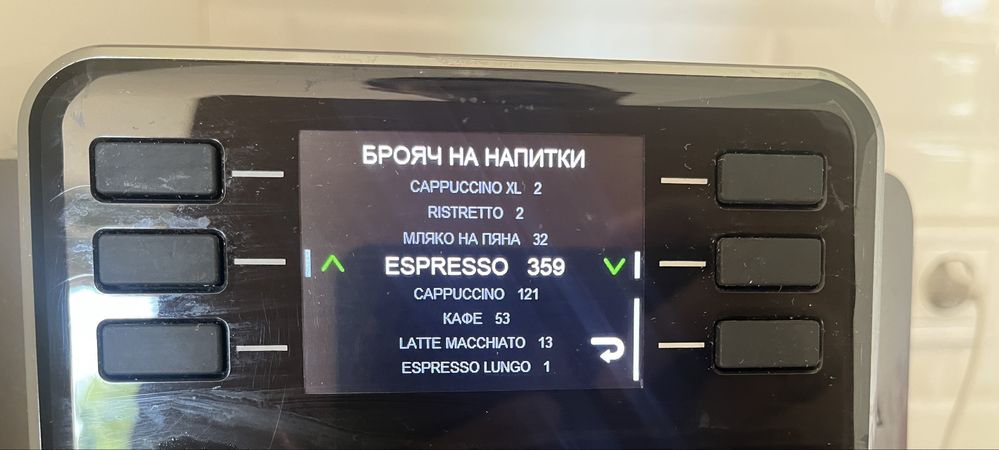 БРОЯЧ НА НАПИТКИ
CAPPUCCINO XL 2
RISTRETTO 2
МЛЯКО НА ПЯНА 32
ESPRESSO 359
CAPPUCCINO 121
КАФЕ 53
LATTE MACCHIATO 13
ESPRESSO LUNGO 1